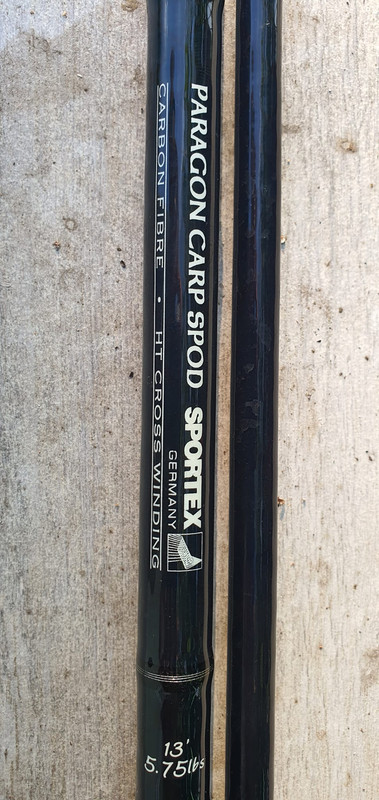 PARAGON CARP SPOD SPORTEX
GERMANY
CARBON FIBRE • HT CROSS WINDING
13'
5.75lbs